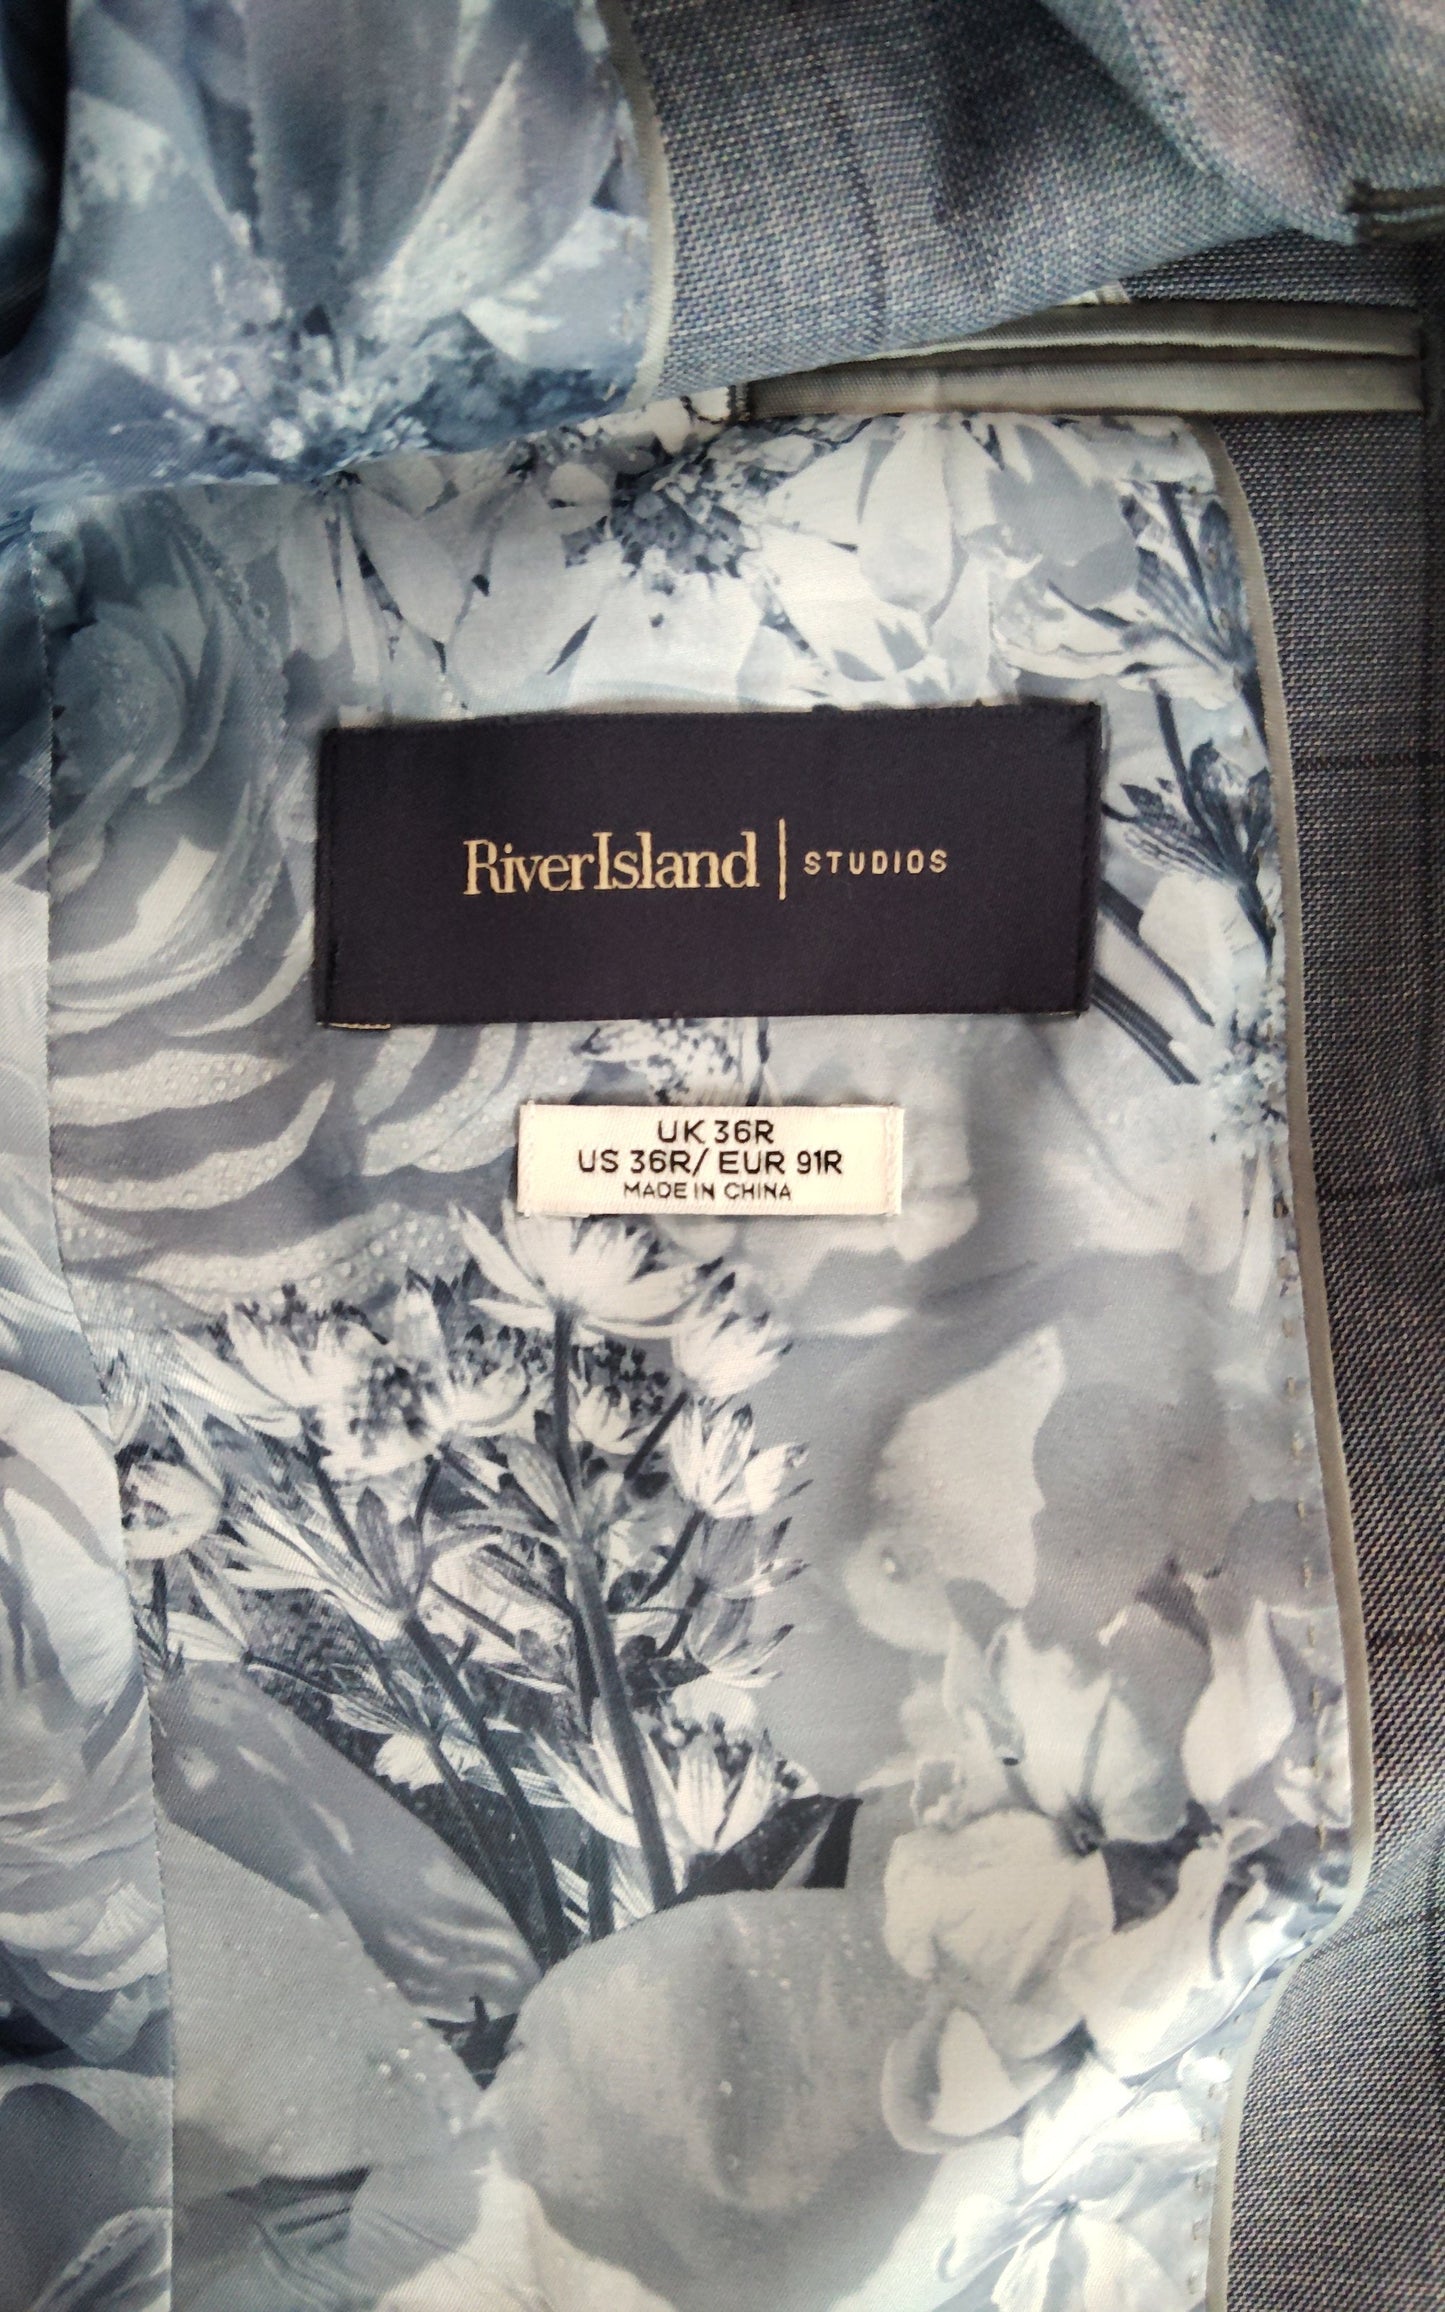 RiverIsland | STUDIOS
UK 36R
US 36R/ EUR 91R
MADE IN CHINA